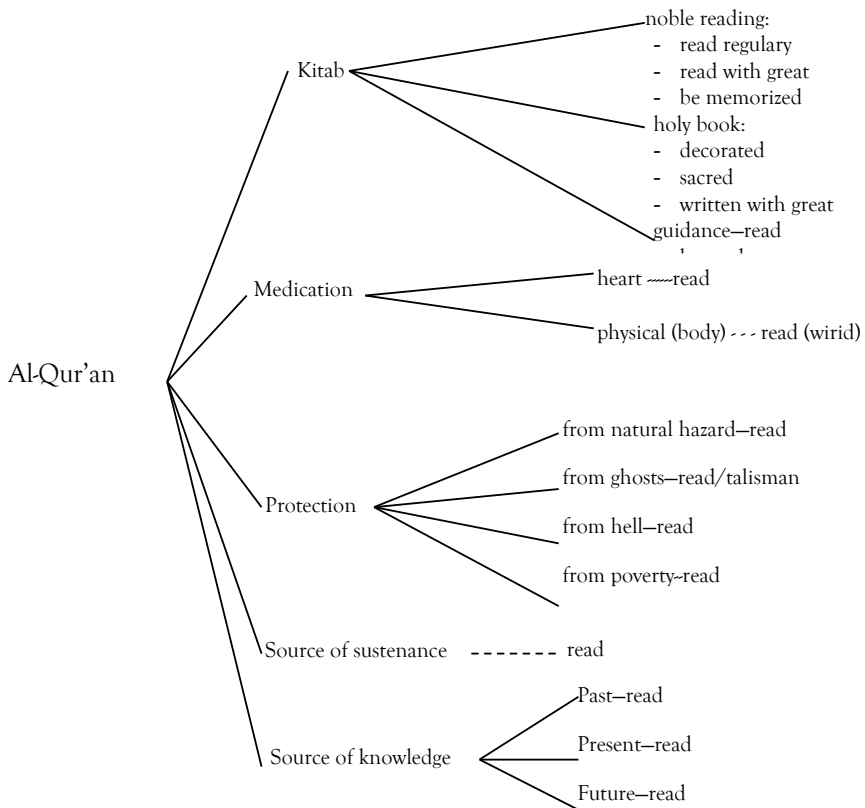 noble reading:
- read regulary
- read with great
- be memorized
Kitab
holy book:
- decorated
- sacred
- written with great
guidance—read
Medication
heart ~~~~read
physical (body) - - - read (wirid)
Al-Qur’an
from natural hazard—read
from ghosts—read/talisman
Protection
from hell—read
from poverty~read
Source of sustenance
read
Past—read
Source of knowledge
Present—read
Future—read